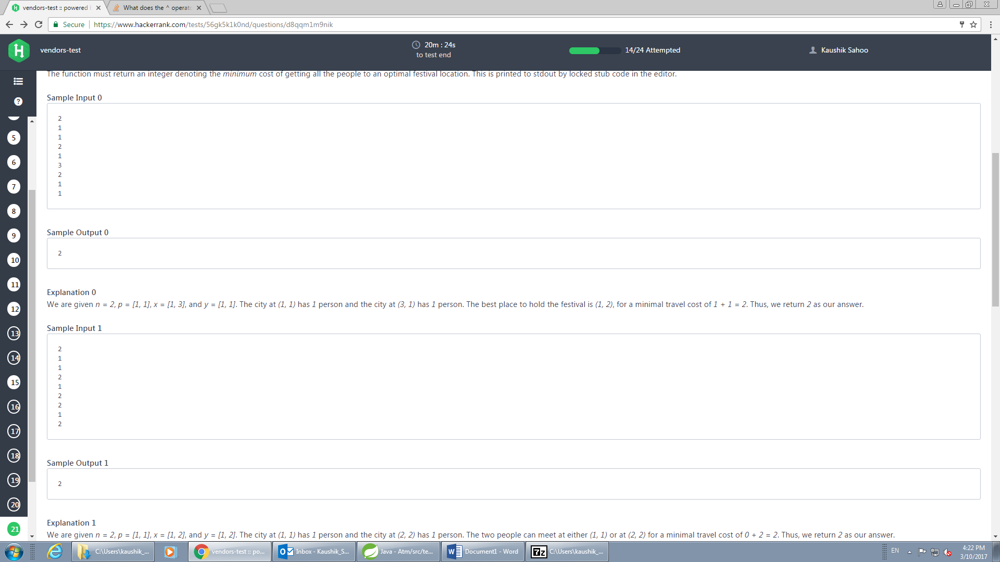 vendors-test :: powered
What does the ^ operat
Secure
https://www.hackerrank.com/tests/56gk5k1k0nd/questions/d8qqm1m9nik
H
vendors-test
20m : 24s
to test end
14/24 Attempted
Kaushik Sahoo
?
5
6
7
8
9
10
11
12
13
14
15
16
17
18
19
20
21
The function must return an integer denoting the minimum cost of getting all the people to an optimal festival location. This is printed to stdout by locked stub code in the editor.
Sample Input 0
2
1
1
2
1
3
2
1
1
Sample Output 0
2
Explanation 0
We are given n = 2, p = [1, 1], x = [1, 3], and y = [1, 1]. The city at (1, 1) has 1 person and the city at (3, 1) has 1 person. The best place to hold the festival is (1, 2), for a minimal travel cost of 1 + 1 = 2. Thus, we return 2 as our answer.
Sample Input 1
2
1
1
2
1
2
2
1
2
Sample Output 1
2
Explanation 1
We are given n = 2, p = [1, 1], x = [1, 2], and y = [1, 2]. The city at (1, 1) has 1 person and the city at (2, 2) has 1 person. The two people can meet at either (1, 1) or at (2, 2) for a minimal travel cost of 0 + 2 = 2. Thus, we return 2 as our answer.
C:\Users\kaushik_...
vendors-test :: po...
Inbox - Kaushik_S...
Java - Atm/src/te...
Document1 - Word
7z
C:\Users\kaushik_...
EN
4:22 PM
3/10/2017